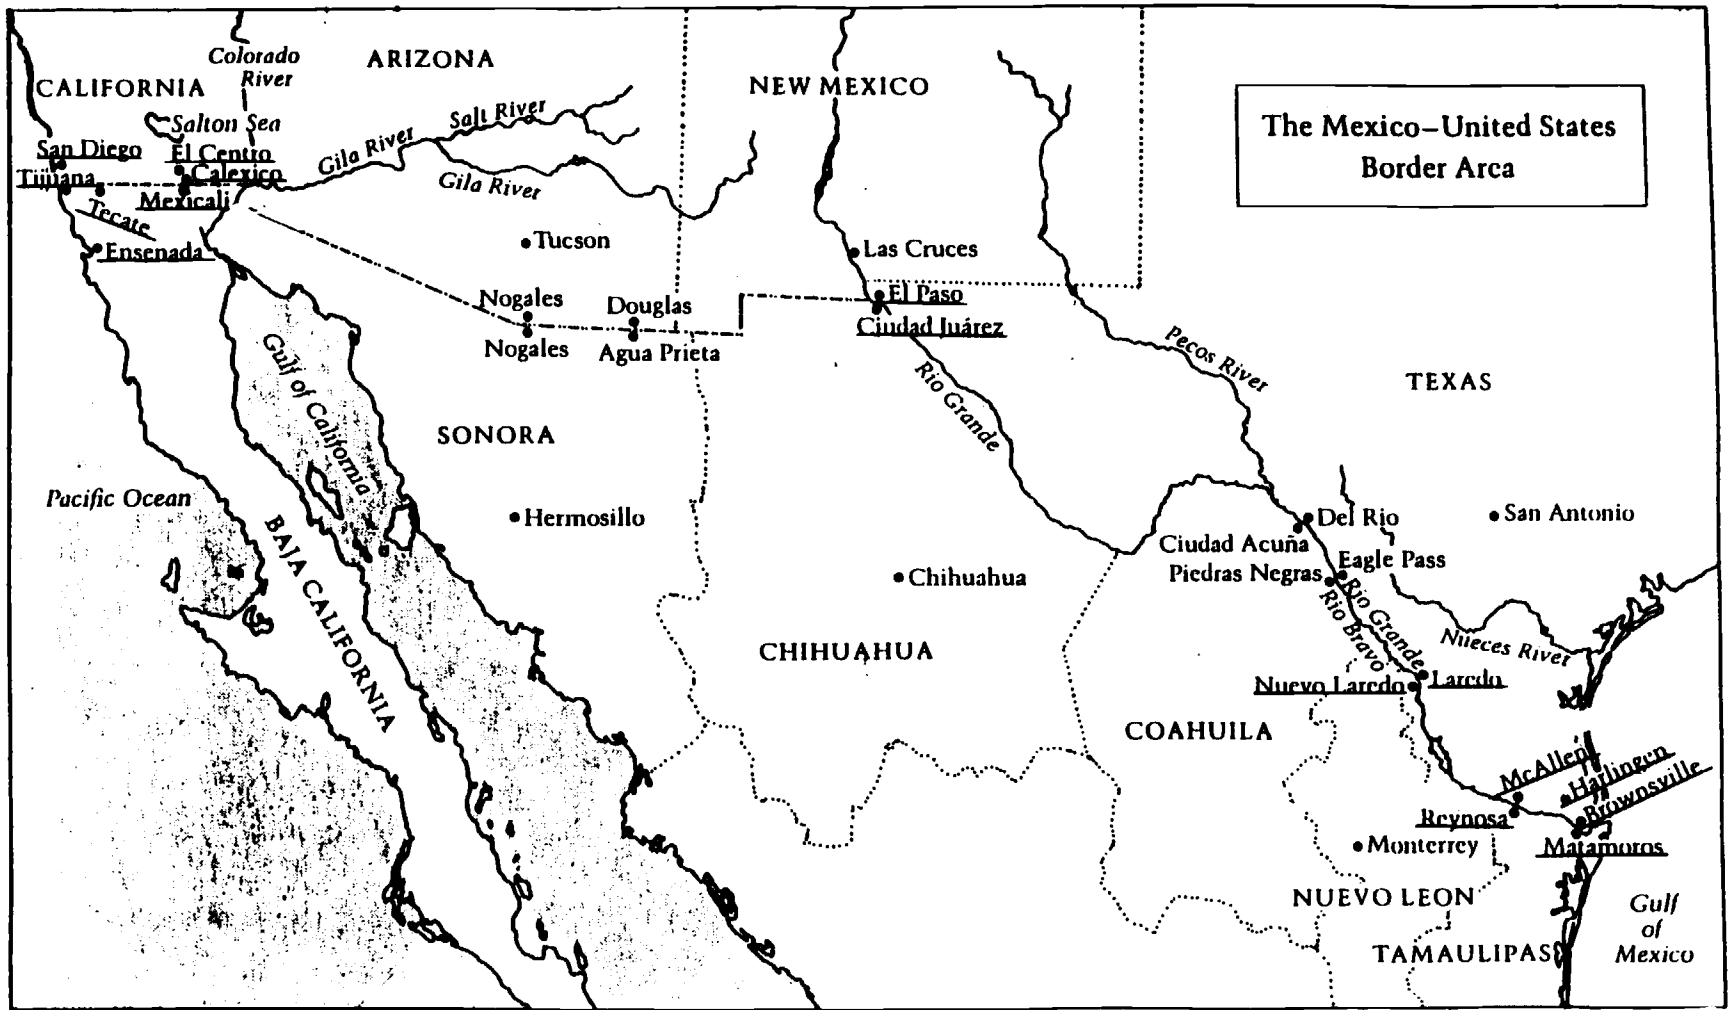 Colorado
River
ARIZONA
CALIFORNIA
NEW MEXICO
The Mexico–United States
Border Area
Salton Sea
Salt River
Gila River
San Diego
El Centro
Tijuana
Calexico
Gila River
Mexicali
Tecate
Ensenada
Tucson
Las Cruces
Nogales
Douglas
El Paso
Ciudad Juárez
Nogales
Agua Prieta
Gulf of California
Pecos River
Rio Grande
TEXAS
SONORA
Pacific Ocean
Hermosillo
Del Rio
San Antonio
Ciudad Acuña
Eagle Pass
Piedras Negras
Chihuahua
BAJA CALIFORNIA
Rio Grande
Rio Bravo
Nueces River
CHIHUAHUA
Nuevo Laredo
Laredo
COAHUILA
McAllen
Harlingen
Brownsville
Reynosa
Monterrey
Matamoros
NUEVO LEON
Gulf
of
Mexico
TAMAULIPAS